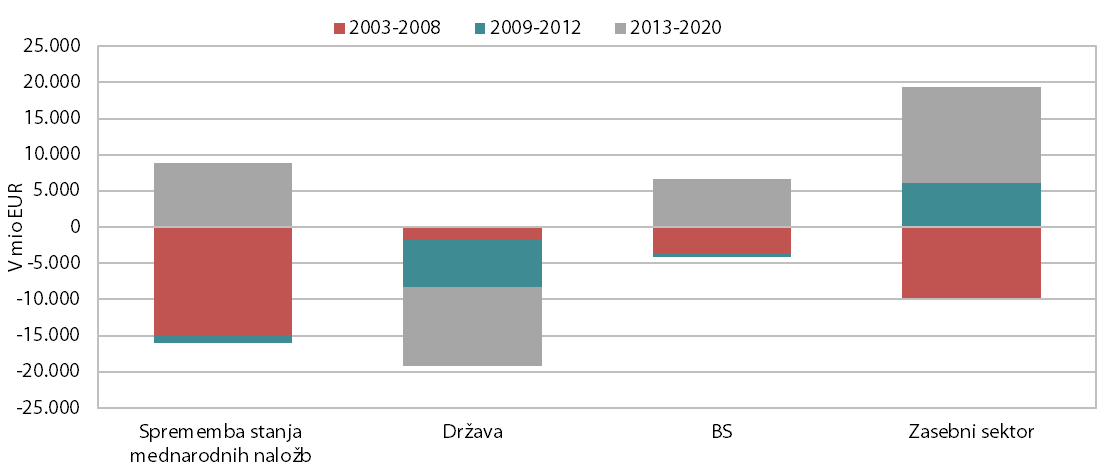 2003-2008 2009-2012 2013-2020
25.000
20.000
15.000
10.000
5.000
0
-5.000
-10.000
-15.000
-20.000
-25.000
V mio EUR
Sprememba stanja
mednarodnih naložb
Država
BS
Zasebni sektor